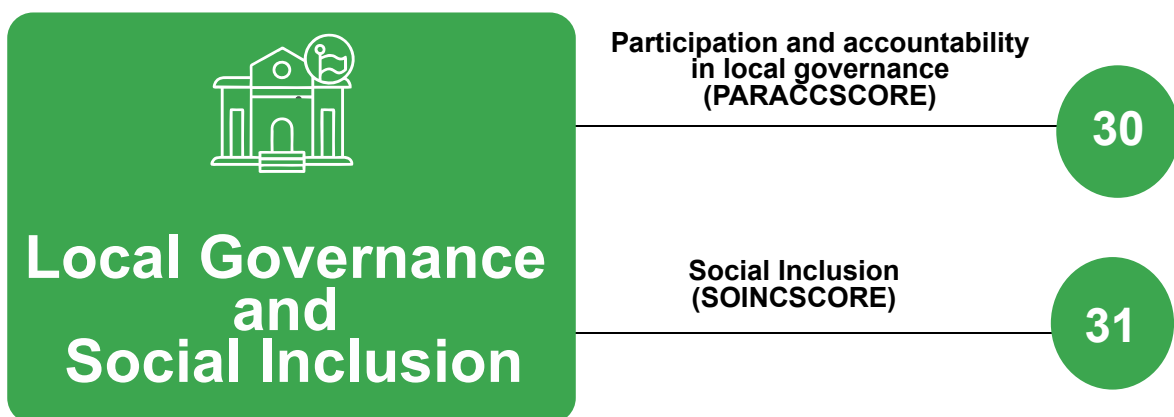 Participation and accountability
in local governance
(PARACCSCORE)
30
Local Governance
and
Social Inclusion
Social Inclusion
(SOINCSCORE)
31